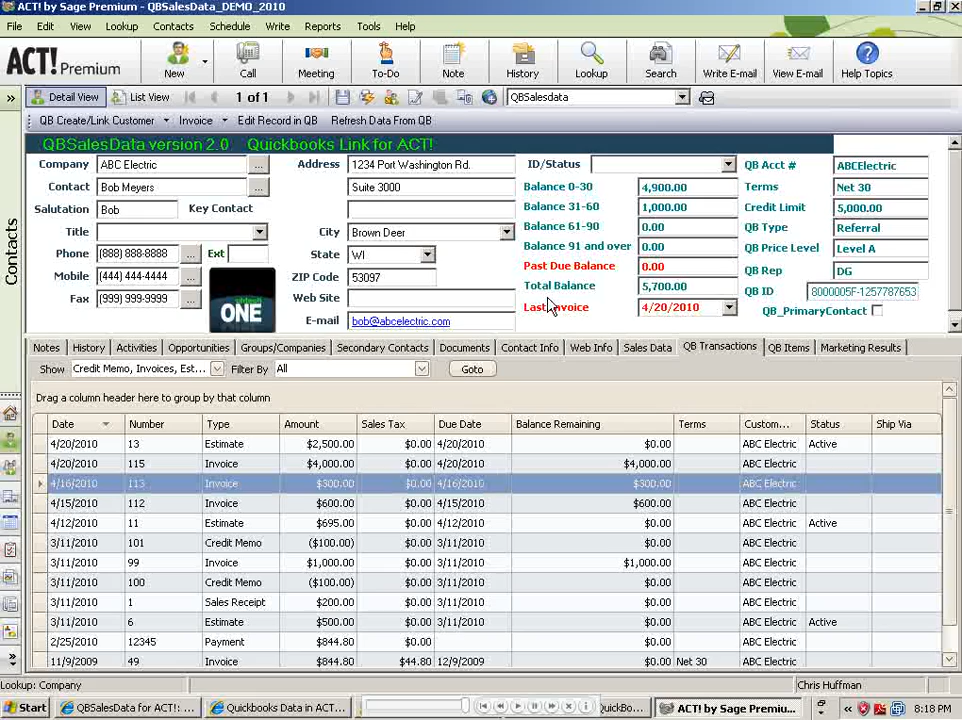 ACT! by Sage Premium - QBSalesData_DEMO_2010
File Edit View Lookup Contacts Schedule Write Reports Tools Help
ACT! Premium New Call Meeting To-Do Note History Lookup Search Write E-mail View E-mail Help Topics
» Detail View List View 1 of 1 QBSalesdata
QB Create/Link Customer Invoice Edit Record in QB Refresh Data From QB
QBSalesData version 2.0 Quickbooks Link for ACT!
Company ABC Electric ... Address 1234 Port Washington Rd. ID/Status QB Acct # ABCElectric
Contact Bob Meyers ... Suite 3000 Balance 0-30 4,900.00 Terms Net 30
Salutation Bob Key Contact Balance 31-60 1,000.00 Credit Limit 5,000.00
Title City Brown Deer Balance 61-90 0.00 QB Type Referral
Phone (888) 888-8888 ... Ext State WI Balance 91 and over 0.00 QB Price Level Level A
Mobile (444) 444-4444 ... ZIP Code 53097 Past Due Balance 0.00 QB Rep DG
Fax (999) 999-9999 ... ONE Web Site Total Balance 5,700.00 QB ID 8000005F-1257787653
E-mail bob@abcelectric.com Last Invoice 4/20/2010 QB_PrimaryContact
Contacts
Notes History Activities Opportunities Groups/Companies Secondary Contacts Documents Contact Info Web Info Sales Data QB Transactions QB Items Marketing Results
Show Credit Memo, Invoices, Est... Filter By All Goto
Drag a column header here to group by that column
Date Number Type Amount Sales Tax Due Date Balance Remaining Terms Custom... Status Ship Via
4/20/2010 13 Estimate $2,500.00 $0.00 4/20/2010 $0.00 ABC Electric Active
4/20/2010 115 Invoice $4,000.00 $0.00 4/20/2010 $4,000.00 ABC Electric
4/16/2010 113 Invoice $300.00 $0.00 4/16/2010 $300.00 ABC Electric
4/15/2010 112 Invoice $600.00 $0.00 4/15/2010 $600.00 ABC Electric
4/12/2010 11 Estimate $695.00 $0.00 4/12/2010 $0.00 ABC Electric Active
3/11/2010 101 Credit Memo ($100.00) $0.00 3/11/2010 $0.00 ABC Electric
3/11/2010 99 Invoice $1,000.00 $0.00 3/11/2010 $1,000.00 ABC Electric
3/11/2010 100 Credit Memo ($100.00) $0.00 3/11/2010 $0.00 ABC Electric
3/11/2010 1 Sales Receipt $200.00 $0.00 3/11/2010 $0.00 ABC Electric
3/11/2010 6 Estimate $500.00 $0.00 3/11/2010 $0.00 ABC Electric Active
2/25/2010 12345 Payment $844.80 $0.00 $0.00 ABC Electric
11/9/2009 49 Invoice $844.80 $44.80 12/9/2009 $0.00 Net 30 ABC Electric
Lookup: Company Chris Huffman
Start QBSalesData for ACT!: ... Quickbooks Data in ACT... QuickBo... ACT! by Sage Premiu... « 8:18 PM